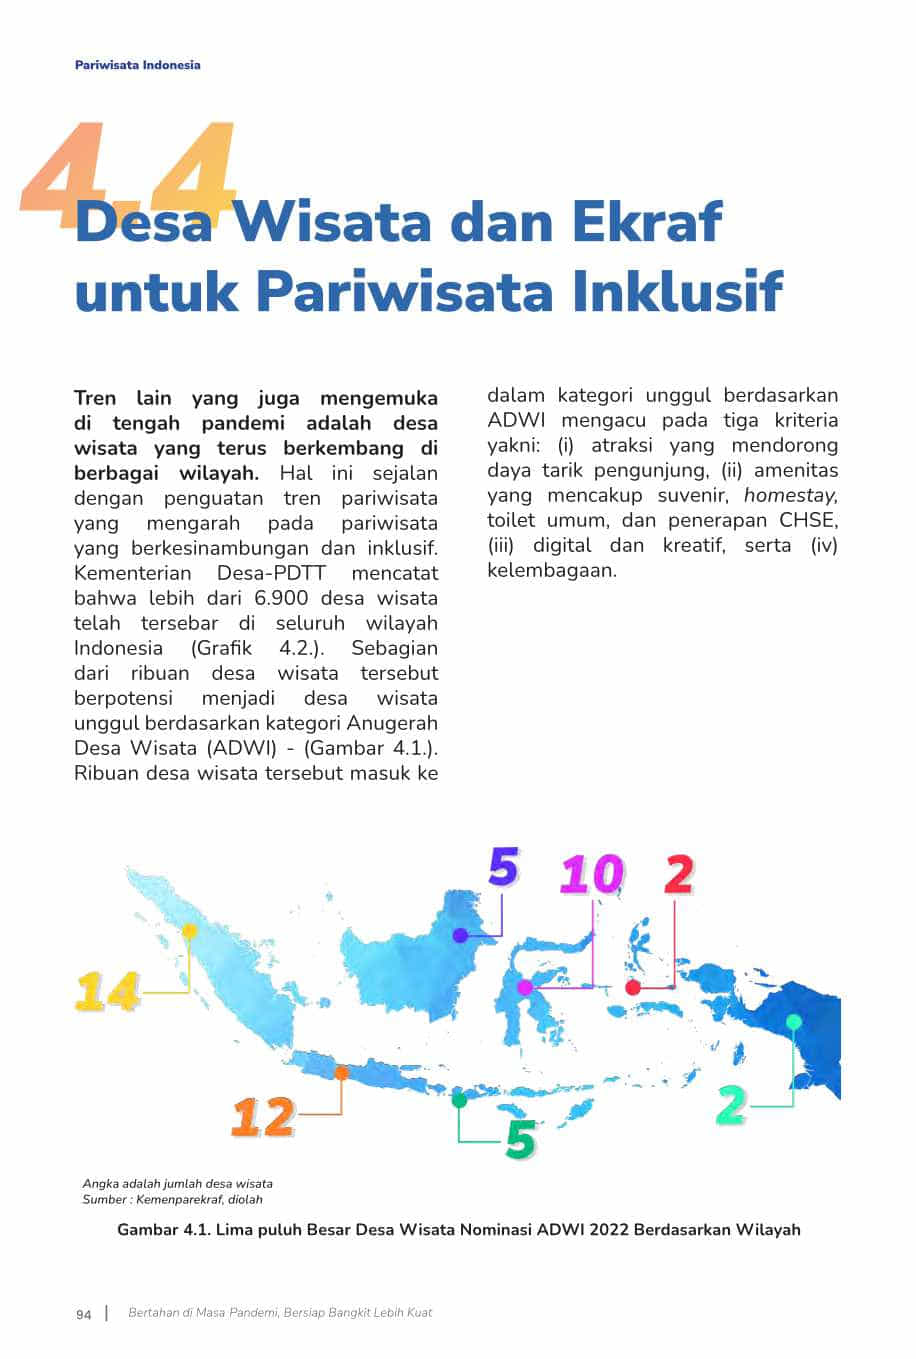 Pariwisata Indonesia
4.4
Desa Wisata dan Ekraf
untuk Pariwisata Inklusif
Tren lain yang juga mengemuka
di tengah pandemi adalah desa
wisata yang terus berkembang di
berbagai wilayah. Hal ini sejalan
dengan penguatan tren pariwisata
yang mengarah pada pariwisata
yang berkesinambungan dan inklusif.
Kementerian Desa-PDTT mencatat
bahwa lebih dari 6.900 desa wisata
telah tersebar di seluruh wilayah
Indonesia (Grafik 4.2.). Sebagian
dari ribuan desa wisata tersebut
berpotensi menjadi desa wisata
unggul berdasarkan kategori Anugerah
Desa Wisata (ADWI) - (Gambar 4.1.).
Ribuan desa wisata tersebut masuk ke
dalam kategori unggul berdasarkan
ADWI mengacu pada tiga kriteria
yakni: (i) atraksi yang mendorong
daya tarik pengunjung, (ii) amenitas
yang mencakup suvenir, homestay,
toilet umum, dan penerapan CHSE,
(iii) digital dan kreatif, serta (iv)
kelembagaan.
5
10
2
14
12
5
2
Angka adalah jumlah desa wisata
Sumber : Kemenparekraf, diolah
Gambar 4.1. Lima puluh Besar Desa Wisata Nominasi ADWI 2022 Berdasarkan Wilayah
94 | Bertahan di Masa Pandemi, Bersiap Bangkit Lebih Kuat